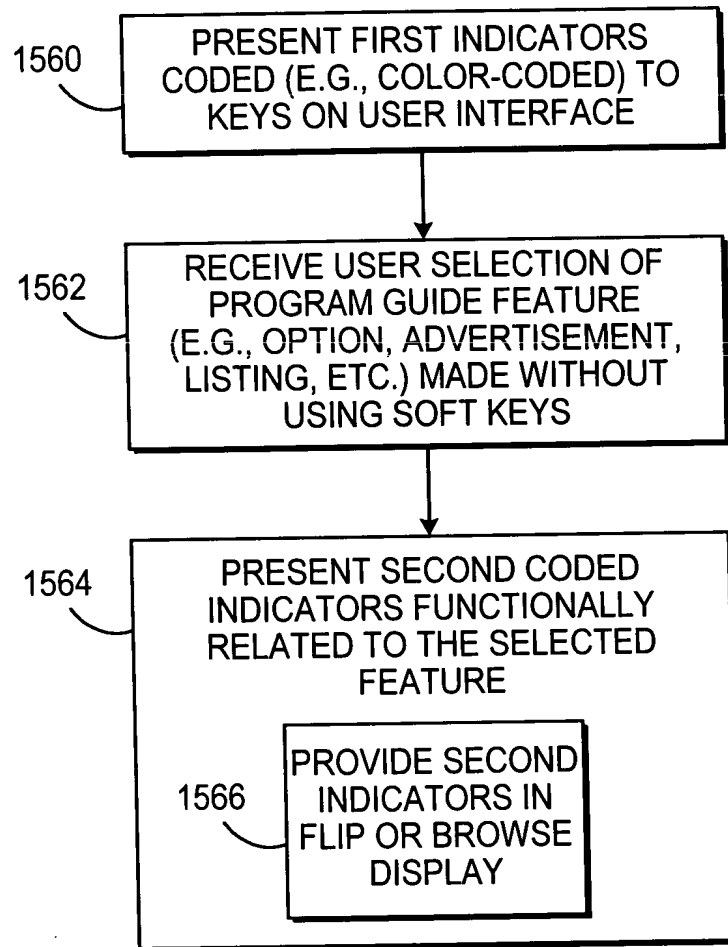 1560
PRESENT FIRST INDICATORS
CODED (E.G., COLOR-CODED) TO
KEYS ON USER INTERFACE
1562
RECEIVE USER SELECTION OF
PROGRAM GUIDE FEATURE
(E.G., OPTION, ADVERTISEMENT,
LISTING, ETC.) MADE WITHOUT
USING SOFT KEYS
1564
PRESENT SECOND CODED
INDICATORS FUNCTIONALLY
RELATED TO THE SELECTED
FEATURE
1566
PROVIDE SECOND
INDICATORS IN
FLIP OR BROWSE
DISPLAY